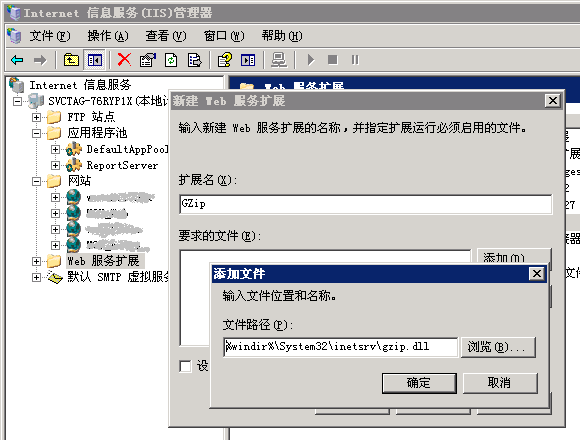 Internet 信息服务(IIS)管理器
文件(F) 操作(A) 查看(V) 窗口(W) 帮助(H)
Internet 信息服务
SVCTAG-76RYP1X(本地计
FTP 站点
应用程序池
DefaultAppPool
ReportServer
网站
Web 服务扩展
默认 SMTP 虚拟服务
Web 服务扩展
新建 Web 服务扩展
输入新建 Web 服务扩展的名称，并指定扩展运行必须启用的文件。
扩展名(X):
GZip
要求的文件(E):
添加(D)
设
添加文件
输入文件位置和名称。
文件路径(P):
%windir%\System32\inetsrv\gzip.dll
浏览(B)...
确定
取消